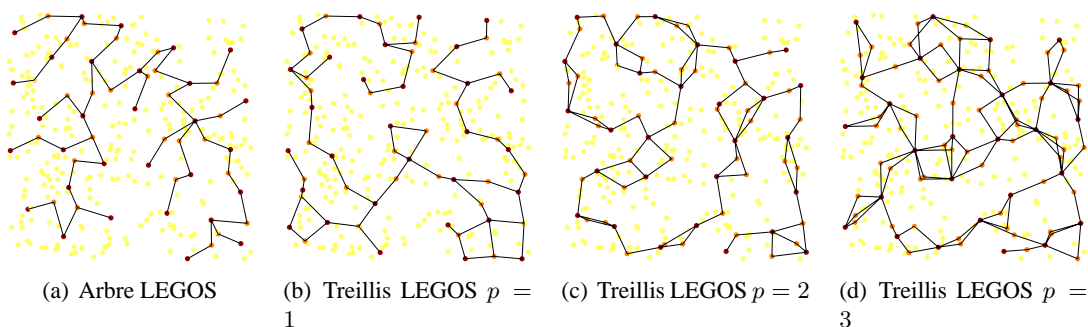 (a) Arbre LEGOS
(b) Treillis LEGOS p =
1
(c) Treillis LEGOS p = 2
(d) Treillis LEGOS p =
3